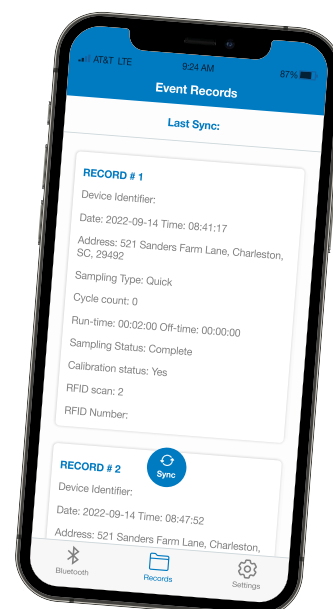 AT&T LTE 9:24 AM 87%
Event Records
Last Sync:
RECORD # 1
Device Identifier:
Date: 2022-09-14 Time: 08:41:17
Address: 521 Sanders Farm Lane, Charleston,
SC, 29492
Sampling Type: Quick
Cycle count: 0
Run-time: 00:02:00 Off-time: 00:00:00
Sampling Status: Complete
Calibration status: Yes
RFID scan: 2
RFID Number:
RECORD # 2
Sync
Device Identifier:
Date: 2022-09-14 Time: 08:47:52
Address: 521 Sanders Farm Lane, Charleston,
Bluetooth Records Settings